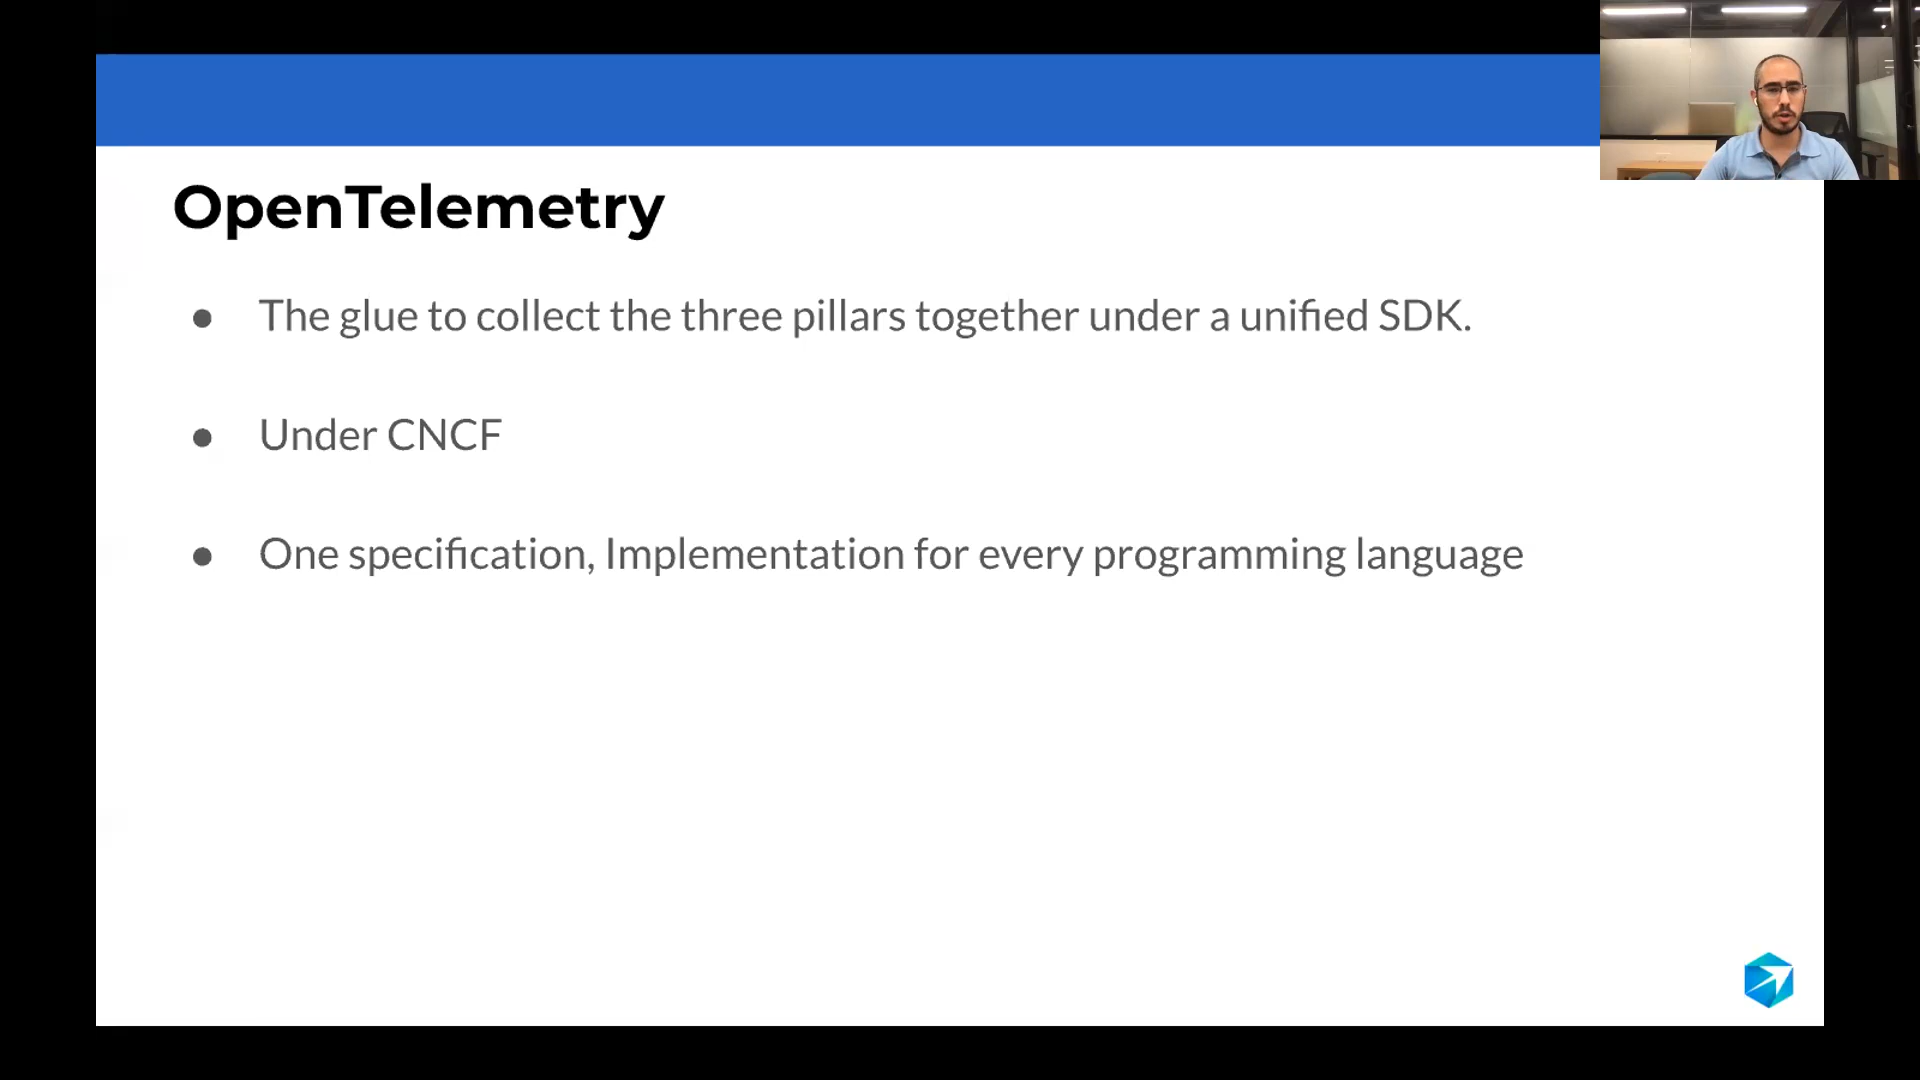 OpenTelemetry
● The glue to collect the three pillars together under a unified SDK.
● Under CNCF
● One specification, Implementation for every programming language